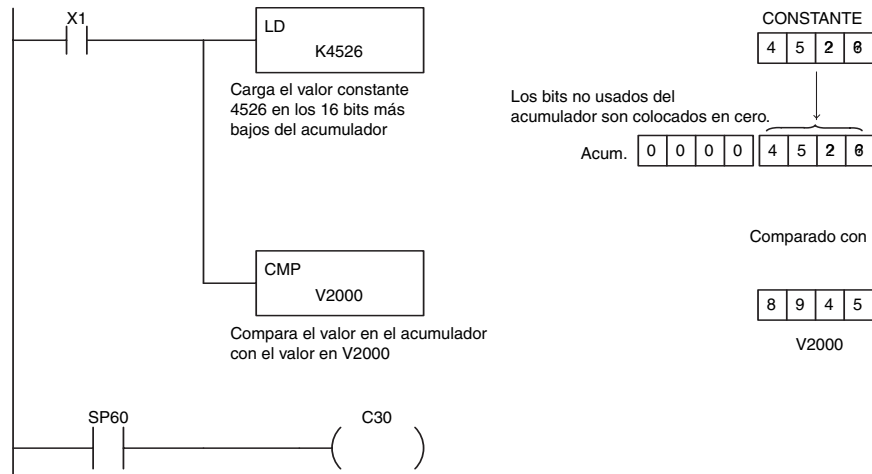 X1
LD
K4526
Carga el valor constante
4526 en los 16 bits más
bajos del acumulador
CMP
V2000
Compara el valor en el acumulador
con el valor en V2000
SP60
C30
CONSTANTE
4 5 2 6
Los bits no usados del
acumulador son colocados en cero.
Acum. 0 0 0 0 4 5 2 6
Comparado con
8 9 4 5
V2000